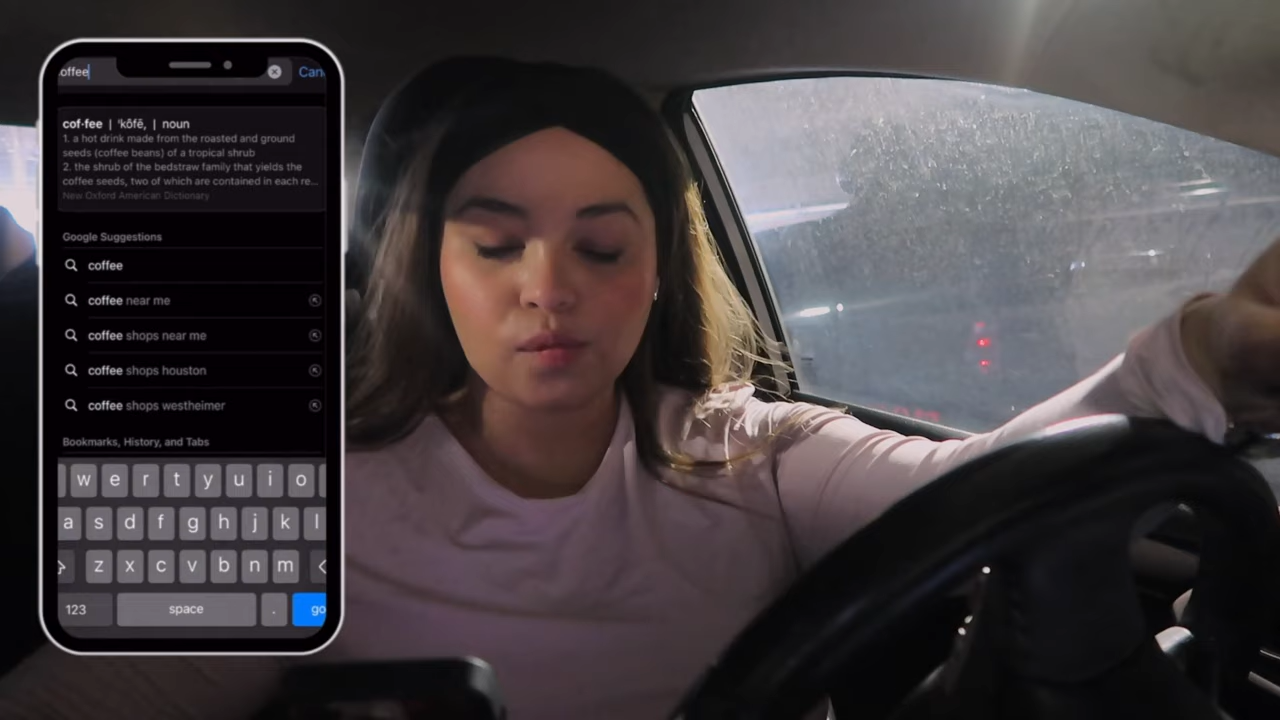 offee
Can
cof·fee | ˈkôfē, | noun
1. a hot drink made from the roasted and ground
seeds (coffee beans) of a tropical shrub
2. the shrub of the bedstraw family that yields the
coffee seeds, two of which are contained in each re...
New Oxford American Dictionary
Google Suggestions
coffee
coffee near me
coffee shops near me
coffee shops houston
coffee shops westheimer
Bookmarks, History, and Tabs
w e r t y u i o
a s d f g h j k l
z x c v b n m
123 space . go